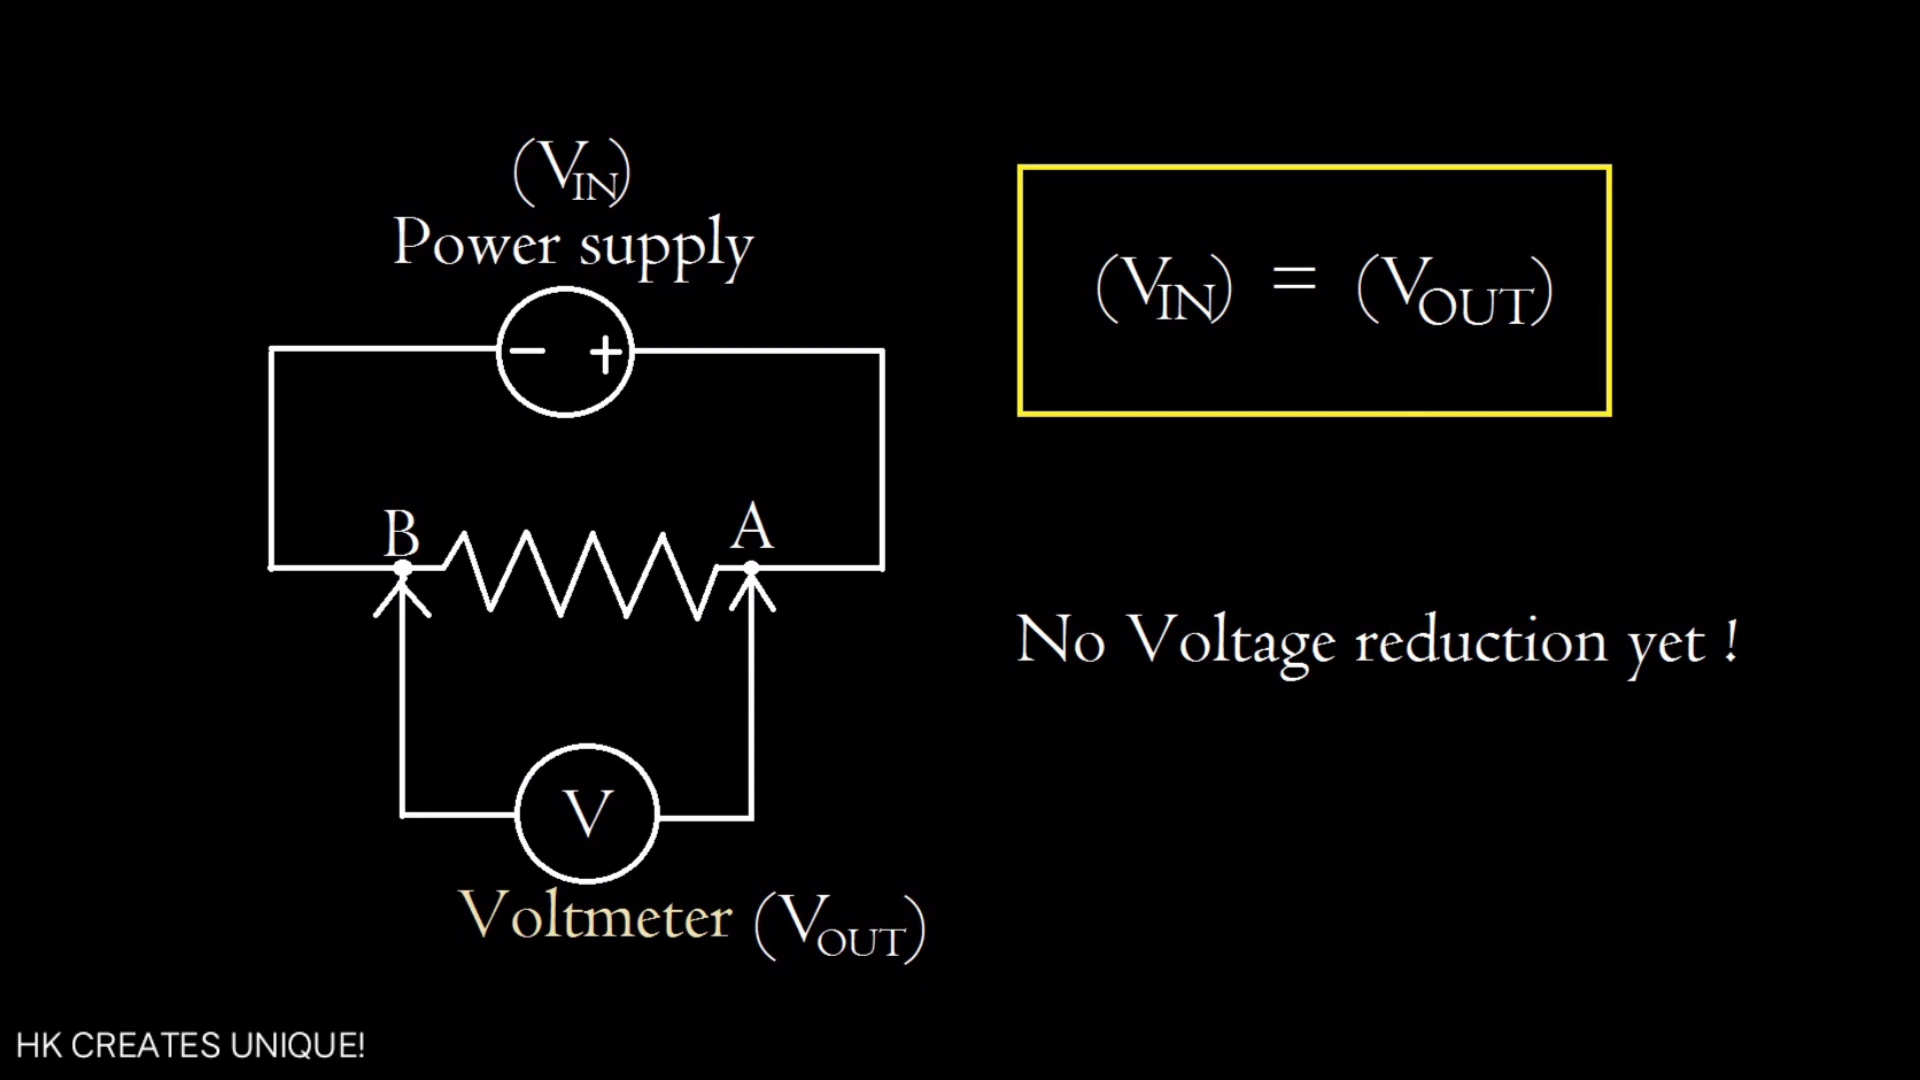 (VIN)
Power supply
− +
(VIN) = (VOUT)
B
A
No Voltage reduction yet !
V
Voltmeter (VOUT)
HK CREATES UNIQUE!